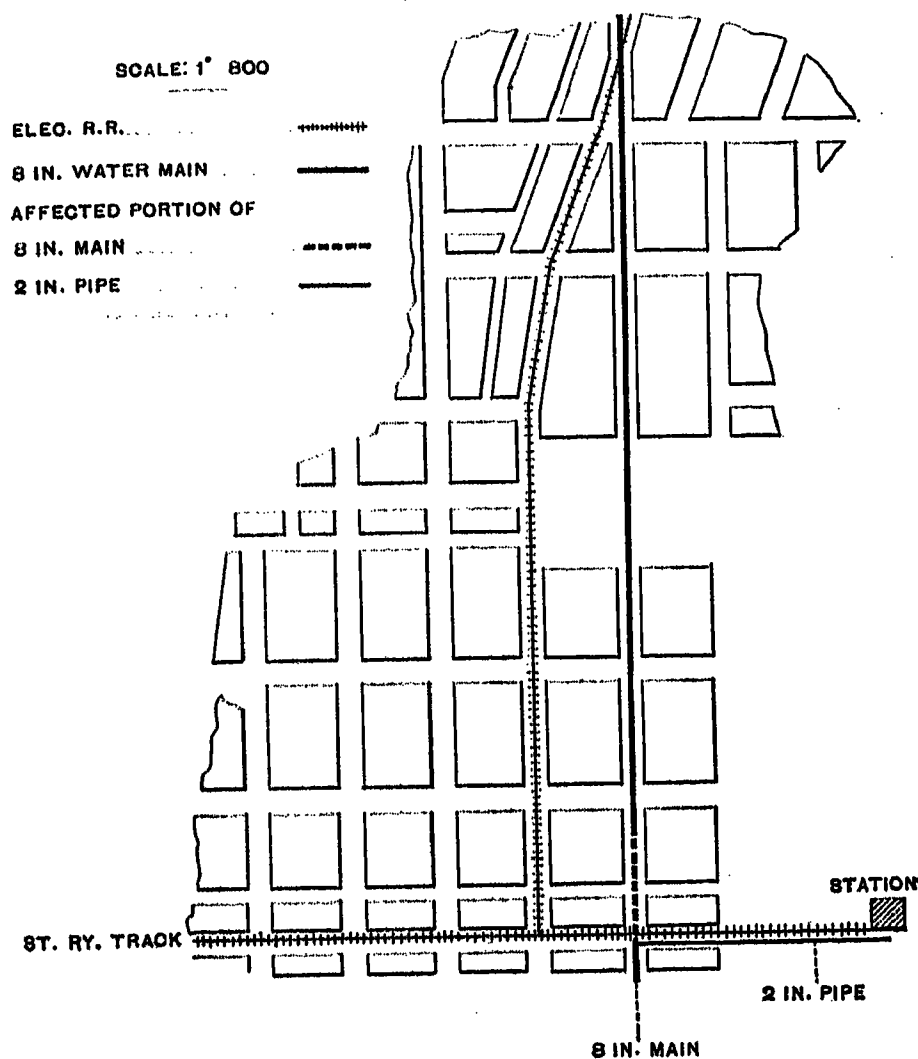 SCALE: 1" 800
ELEC. R.R.....
8 IN. WATER MAIN . .
AFFECTED PORTION OF
8 IN. MAIN .....
2 IN. PIPE
STATION
ST. RY. TRACK
2 IN. PIPE
8 IN. MAIN